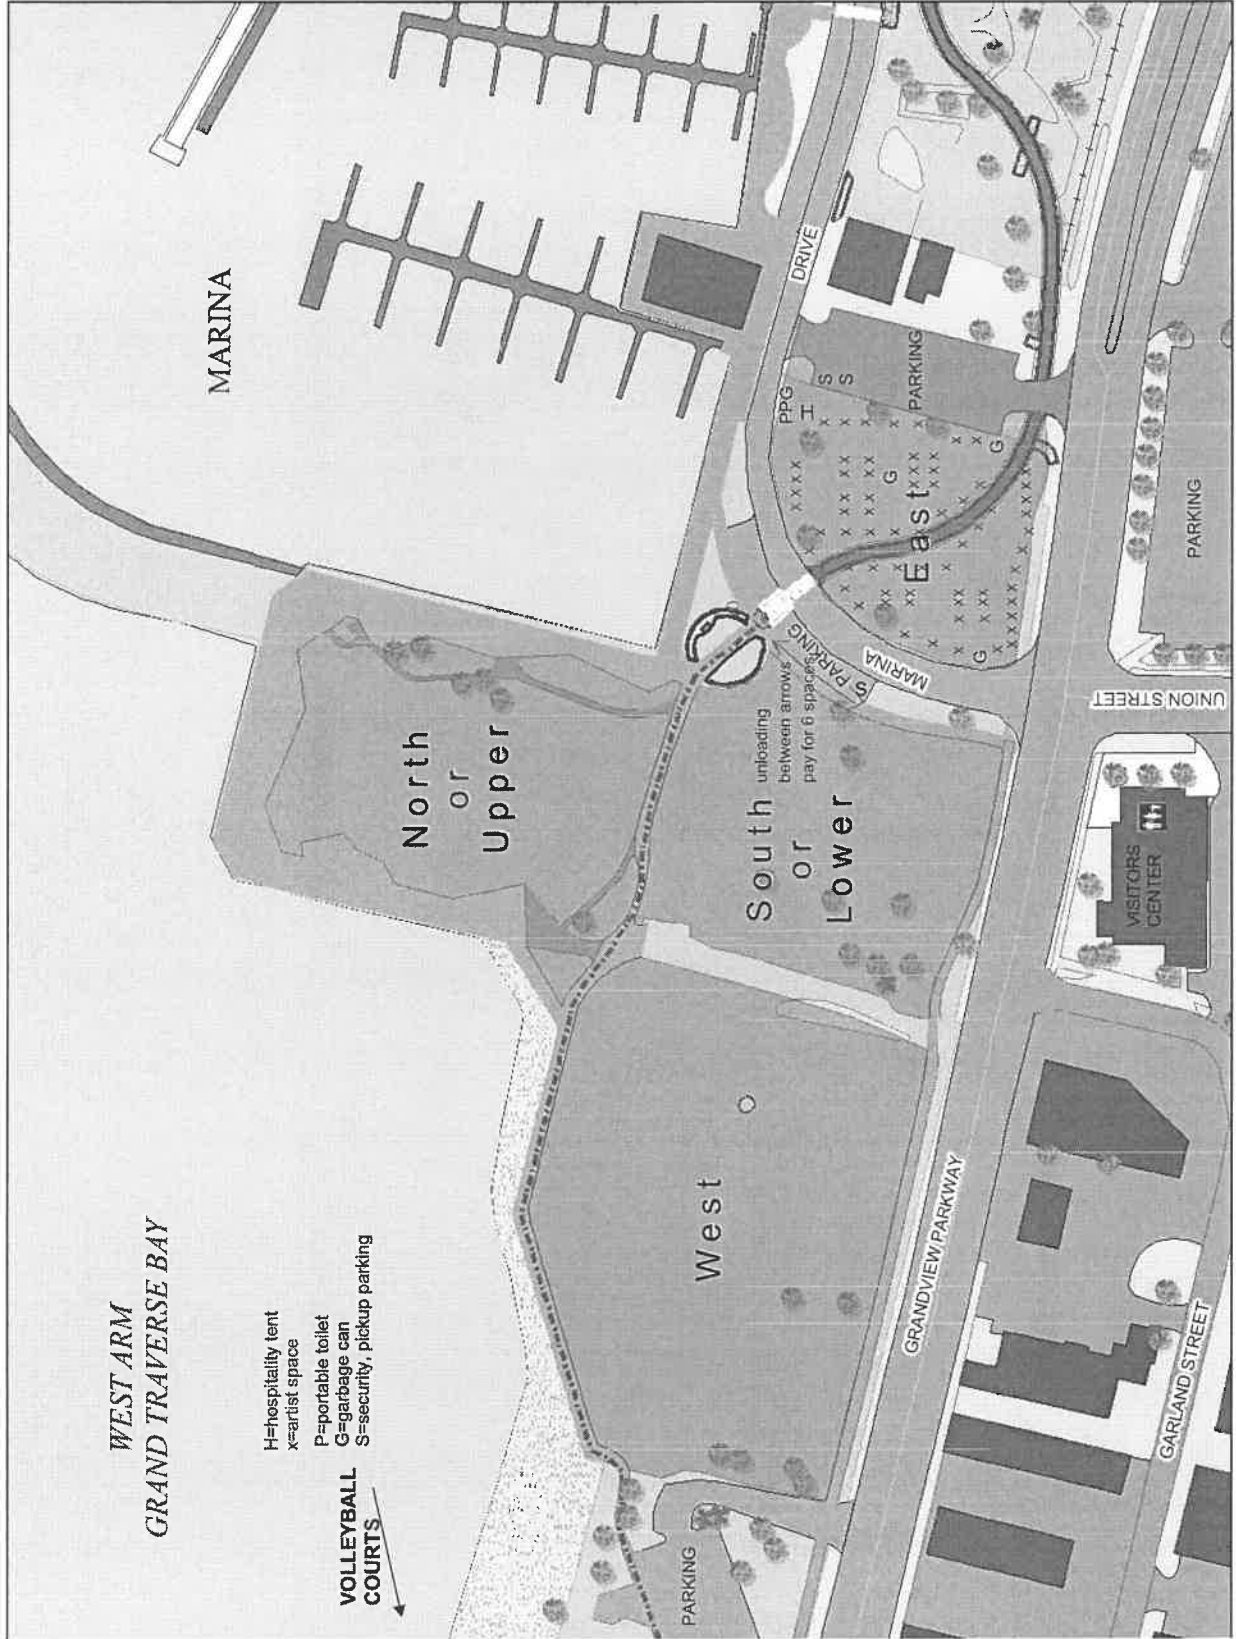 WEST ARM
GRAND TRAVERSE BAY
H=hospitality tent
x=artist space
P=portable toilet
G=garbage can
S=security, pickup parking
VOLLEYBALL
COURTS
MARINA
North
or
Upper
South
or
Lower
unloading
between arrows
pay for 6 spaces
West
East
PPG
H
S
S
G
G
G
S PARKING
MARINA
DRIVE
PARKING
PARKING
PARKING
GRANDVIEW PARKWAY
UNION STREET
VISITORS
CENTER
GARLAND STREET
x x x x
x x x x
x x x x
x x x
x x x